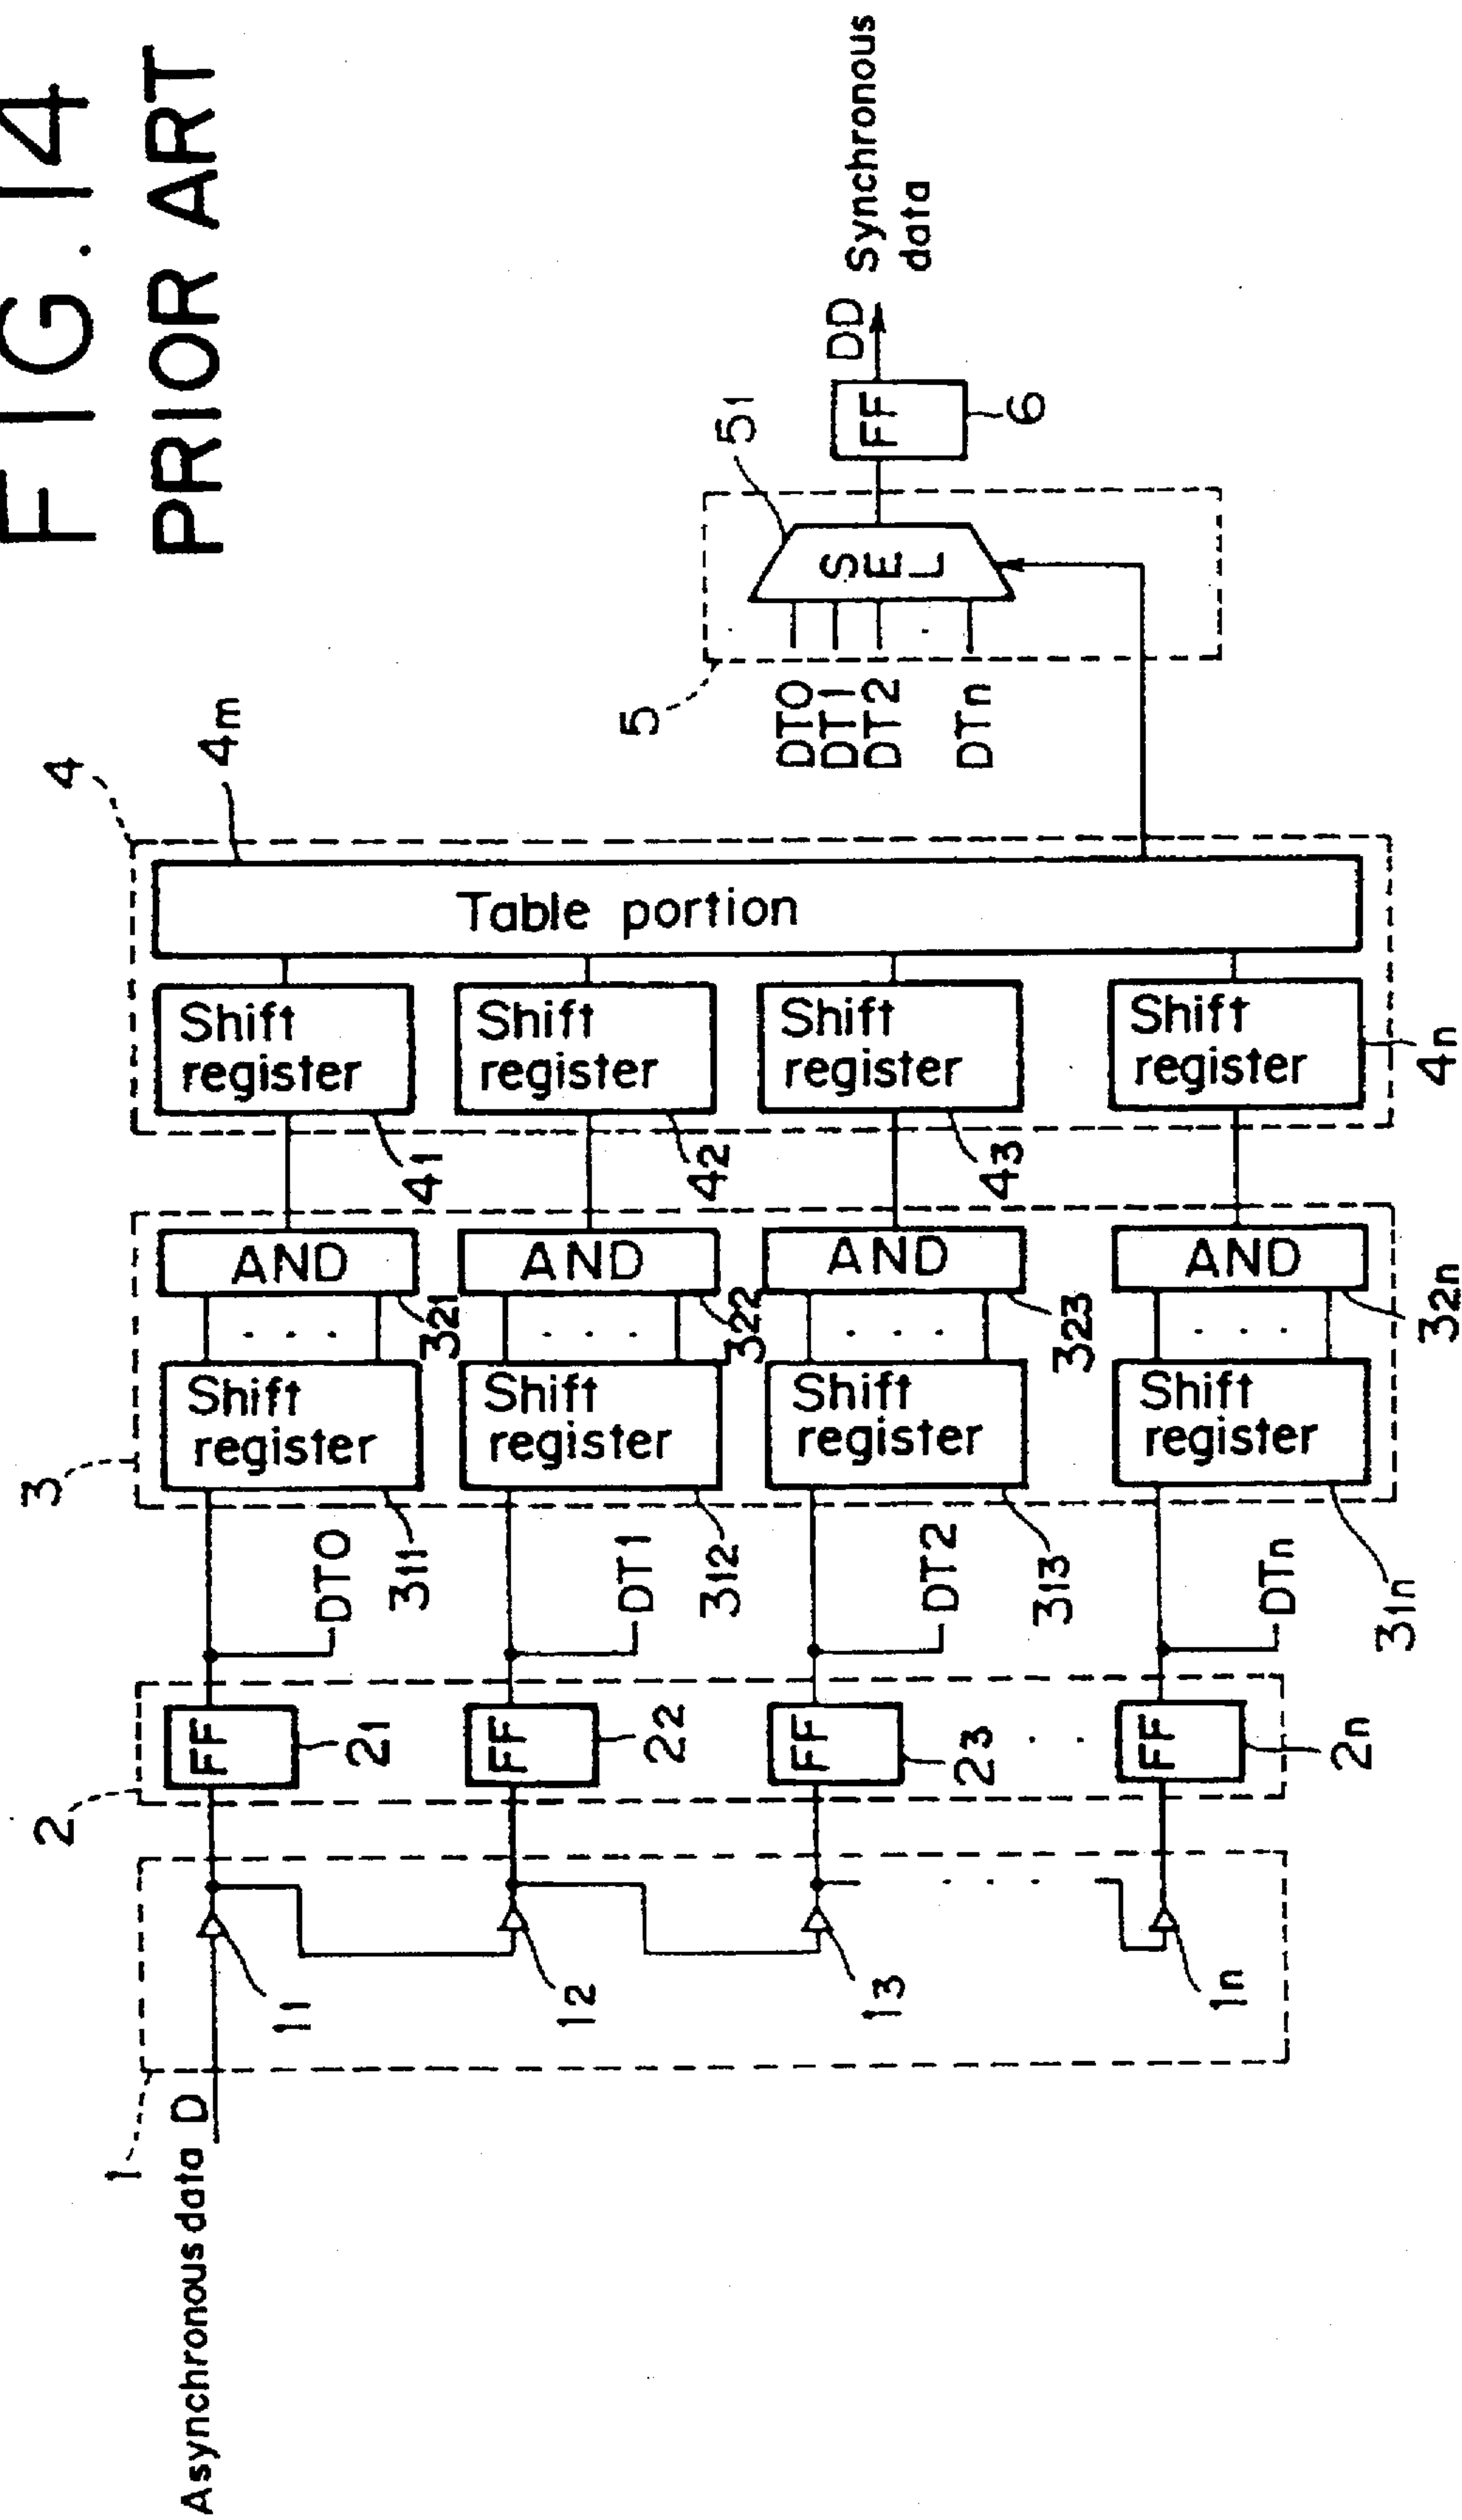 FIG. 14
PRIOR ART
Asynchronous data D
1
11
12
13
1n
2
FF
21
FF
22
FF
23
FF
2n
DT0
DT1
DT2
DTn
3
Shift
register
311
Shift
register
312
Shift
register
313
Shift
register
31n
AND
321
AND
322
AND
323
AND
32n
4
Shift
register
41
Shift
register
42
Shift
register
43
Shift
register
4n
Table portion
4m
5
DT0
DT1
DT2
DTn
SEL
51
FF
6
DD
Synchronous
data